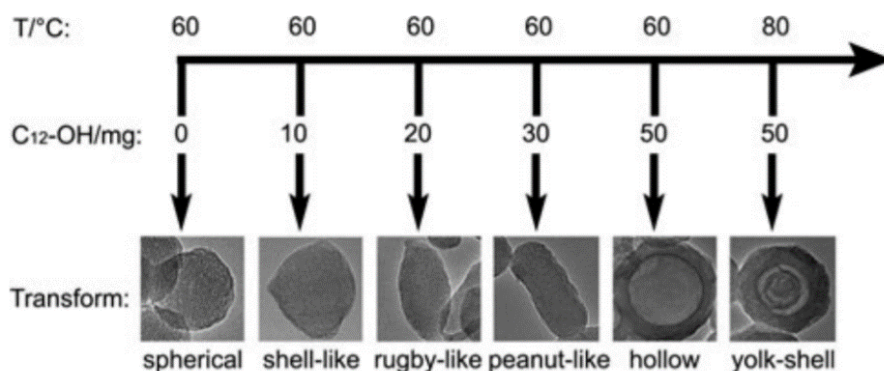 T/°C: 60 60 60 60 60 80
C₁₂-OH/mg: 0 10 20 30 50 50
Transform:
spherical shell-like rugby-like peanut-like hollow yolk-shell